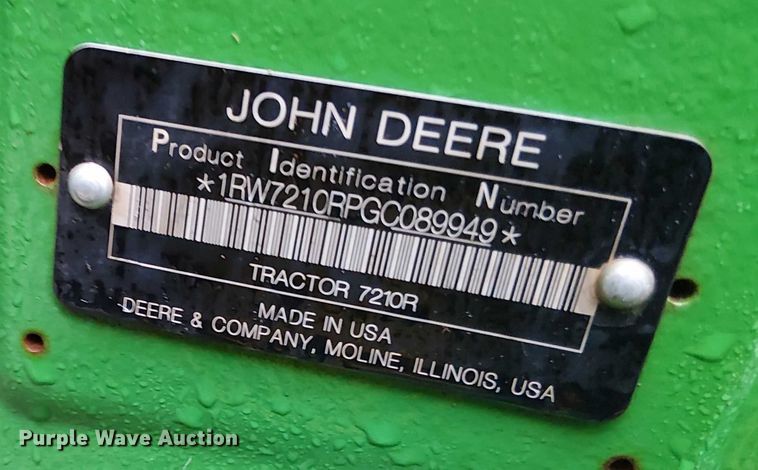 JOHN DEERE
Product Identification Number
*1RW7210RPGC089949*
TRACTOR 7210R
MADE IN USA
DEERE & COMPANY, MOLINE, ILLINOIS, USA
Purple Wave Auction